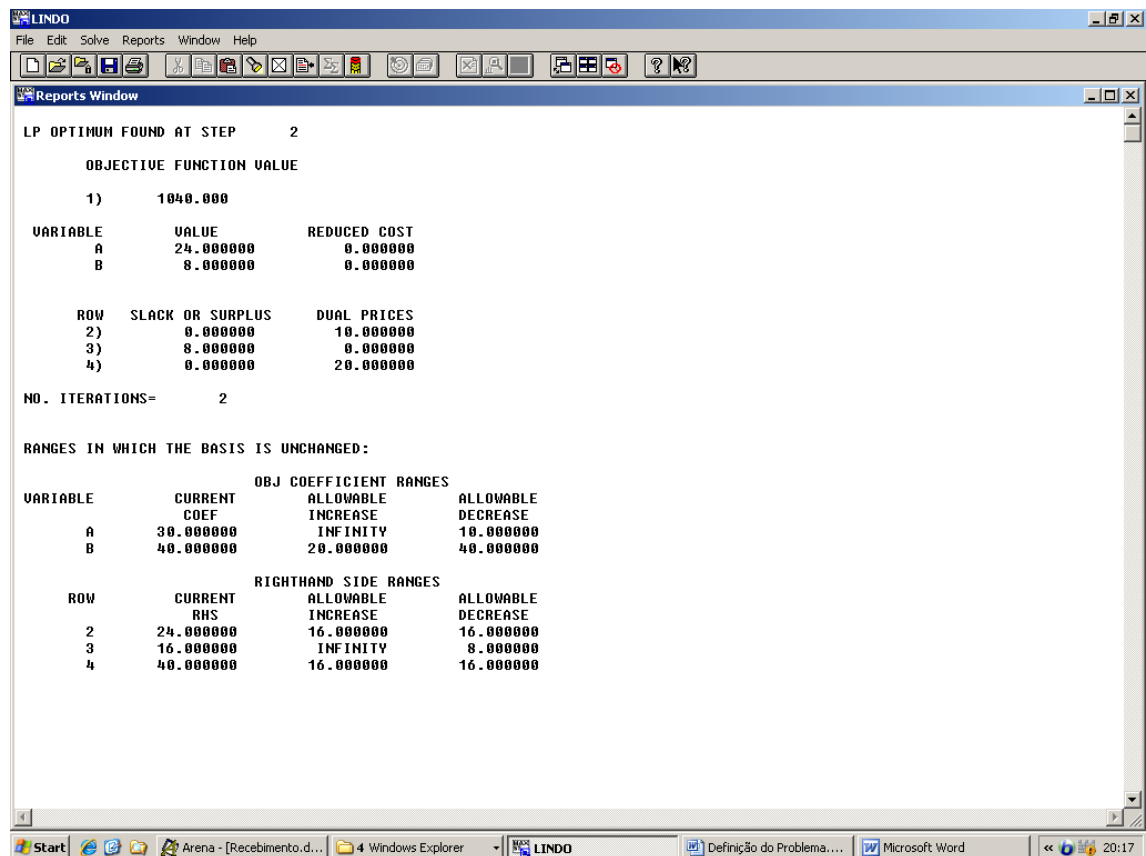 LINDO
File Edit Solve Reports Window Help
Reports Window
LP OPTIMUM FOUND AT STEP 2
OBJECTIVE FUNCTION VALUE
1) 1040.000
VARIABLE VALUE REDUCED COST
A 24.000000 0.000000
B 8.000000 0.000000
ROW SLACK OR SURPLUS DUAL PRICES
2) 0.000000 10.000000
3) 8.000000 0.000000
4) 0.000000 20.000000
NO. ITERATIONS= 2
RANGES IN WHICH THE BASIS IS UNCHANGED:
OBJ COEFFICIENT RANGES
VARIABLE CURRENT ALLOWABLE ALLOWABLE
COEF INCREASE DECREASE
A 30.000000 INFINITY 10.000000
B 40.000000 20.000000 40.000000
RIGHTHAND SIDE RANGES
ROW CURRENT ALLOWABLE ALLOWABLE
RHS INCREASE DECREASE
2 24.000000 16.000000 16.000000
3 16.000000 INFINITY 8.000000
4 40.000000 16.000000 16.000000
Start Arena - [Recebimento.d... 4 Windows Explorer LINDO Definição do Problema.... Microsoft Word « 20:17